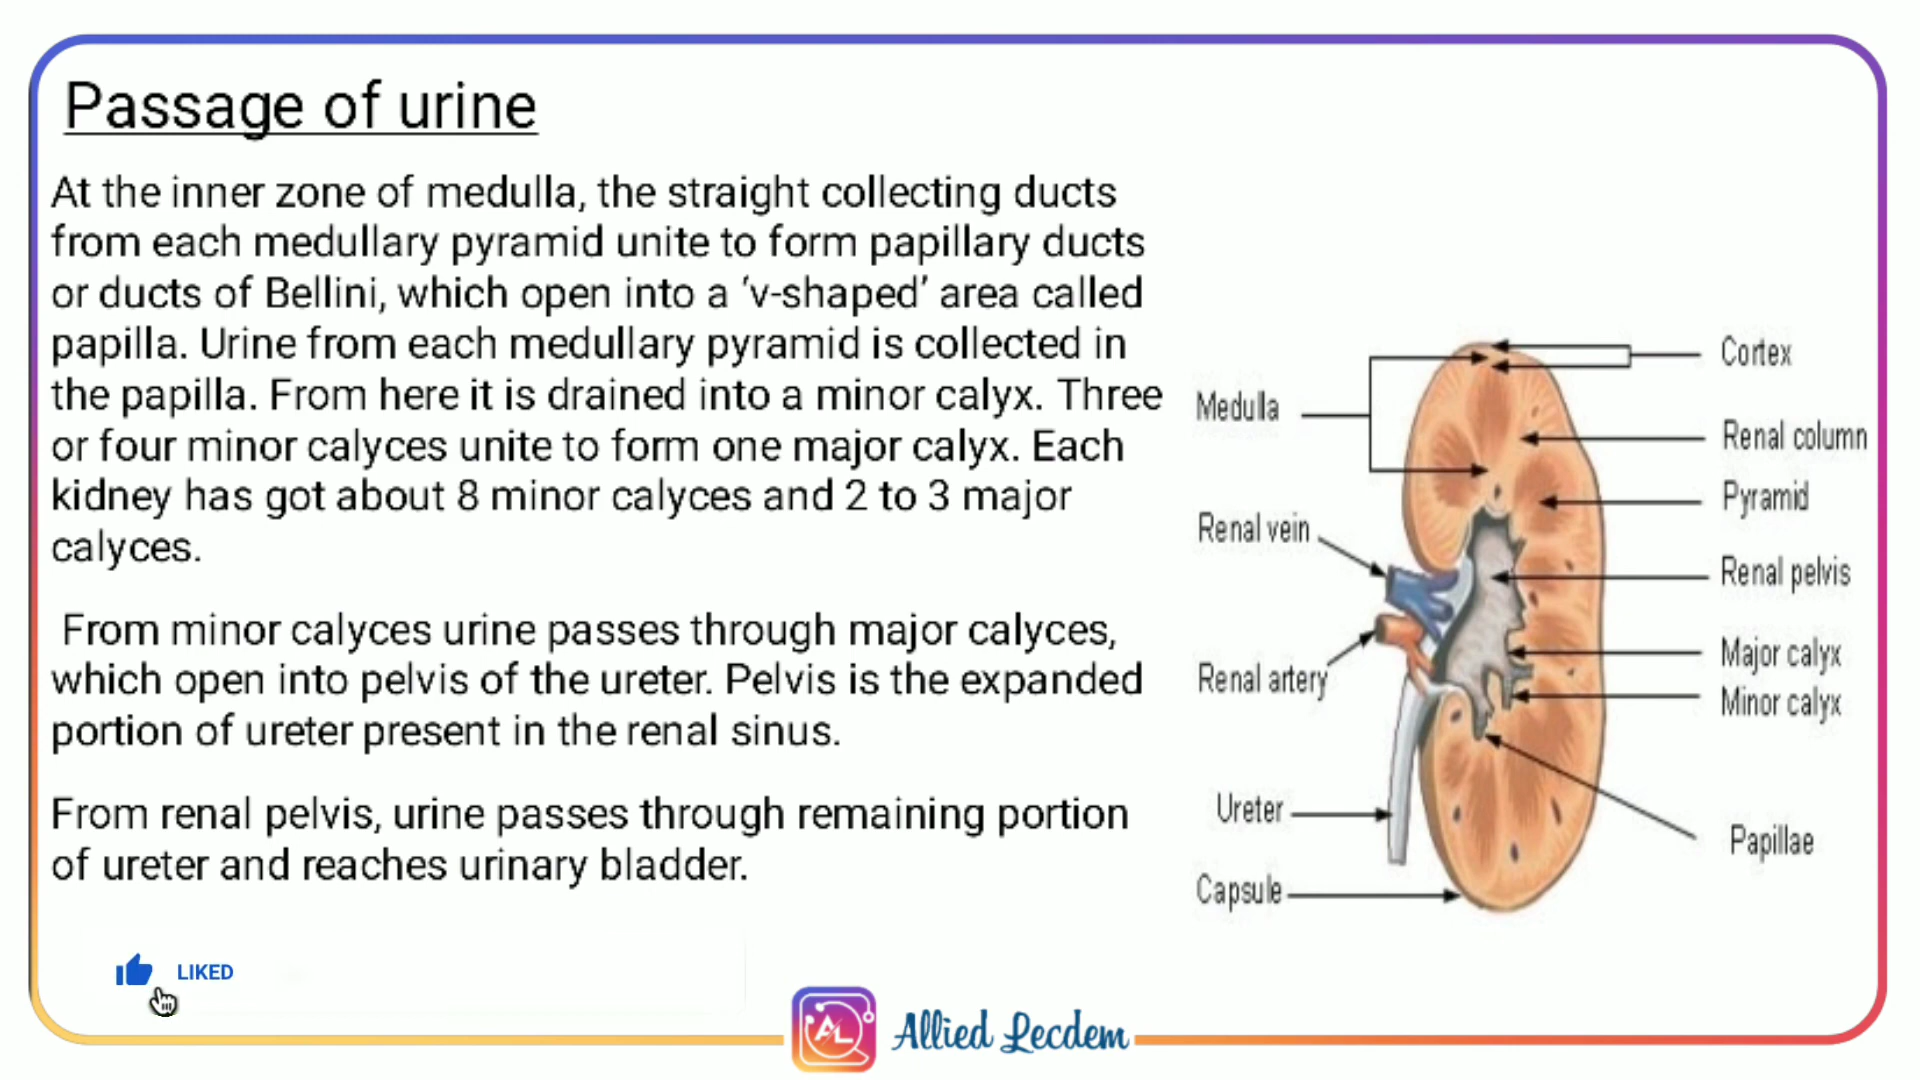 Passage of urine
At the inner zone of medulla, the straight collecting ducts
from each medullary pyramid unite to form papillary ducts
or ducts of Bellini, which open into a ‘v-shaped’ area called
papilla. Urine from each medullary pyramid is collected in
the papilla. From here it is drained into a minor calyx. Three
or four minor calyces unite to form one major calyx. Each
kidney has got about 8 minor calyces and 2 to 3 major
calyces.
From minor calyces urine passes through major calyces,
which open into pelvis of the ureter. Pelvis is the expanded
portion of ureter present in the renal sinus.
From renal pelvis, urine passes through remaining portion
of ureter and reaches urinary bladder.
Cortex
Medulla
Renal column
Pyramid
Renal vein
Renal pelvis
Major calyx
Renal artery
Minor calyx
Ureter
Papillae
Capsule
LIKED
AL
Allied Lecdem